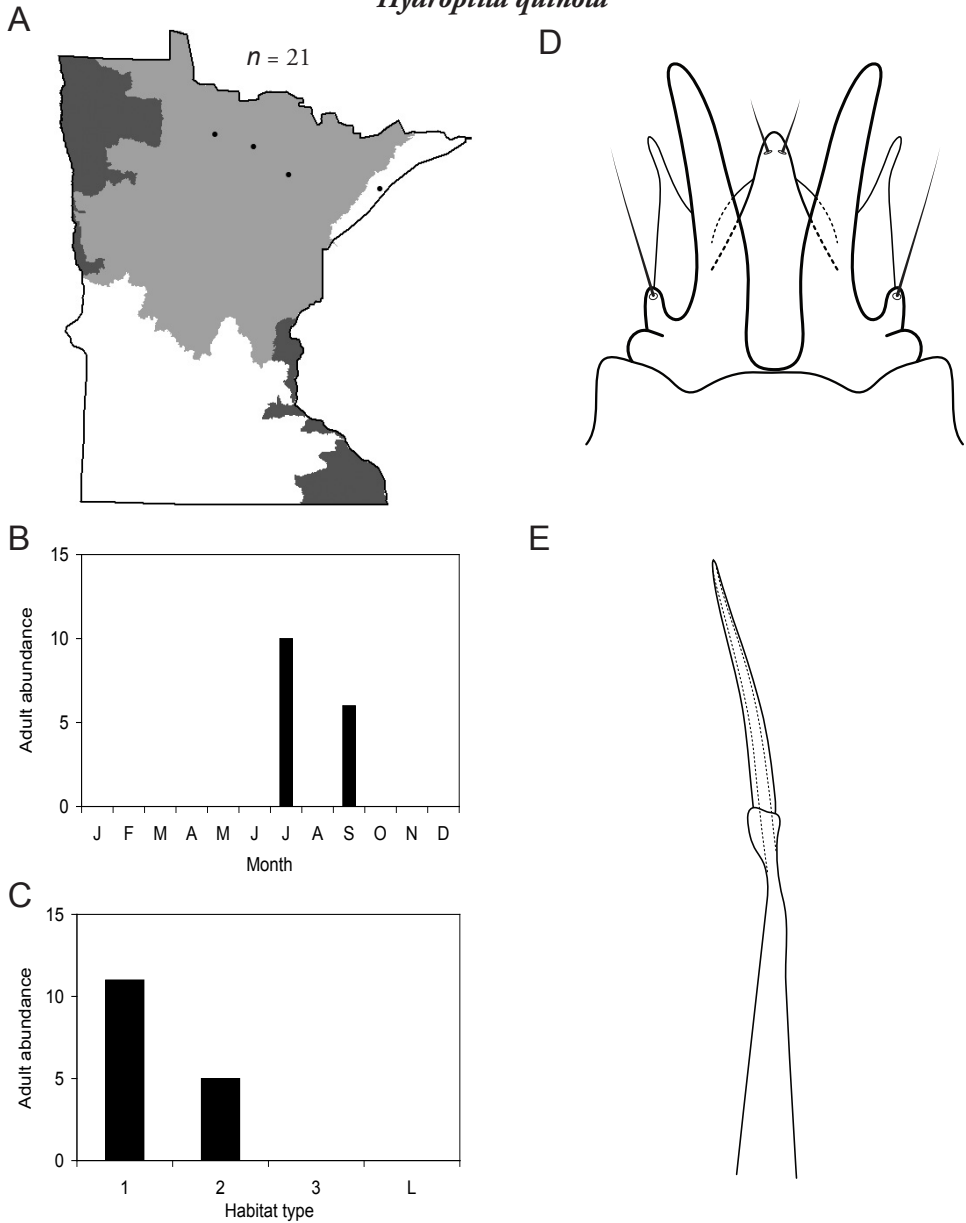 Hydroptila quinola
A
n = 21
D
B
15
10
5
0
Adult abundance
J F M A M J J A S O N D
Month
E
C
15
10
5
0
Adult abundance
1 2 3 L
Habitat type